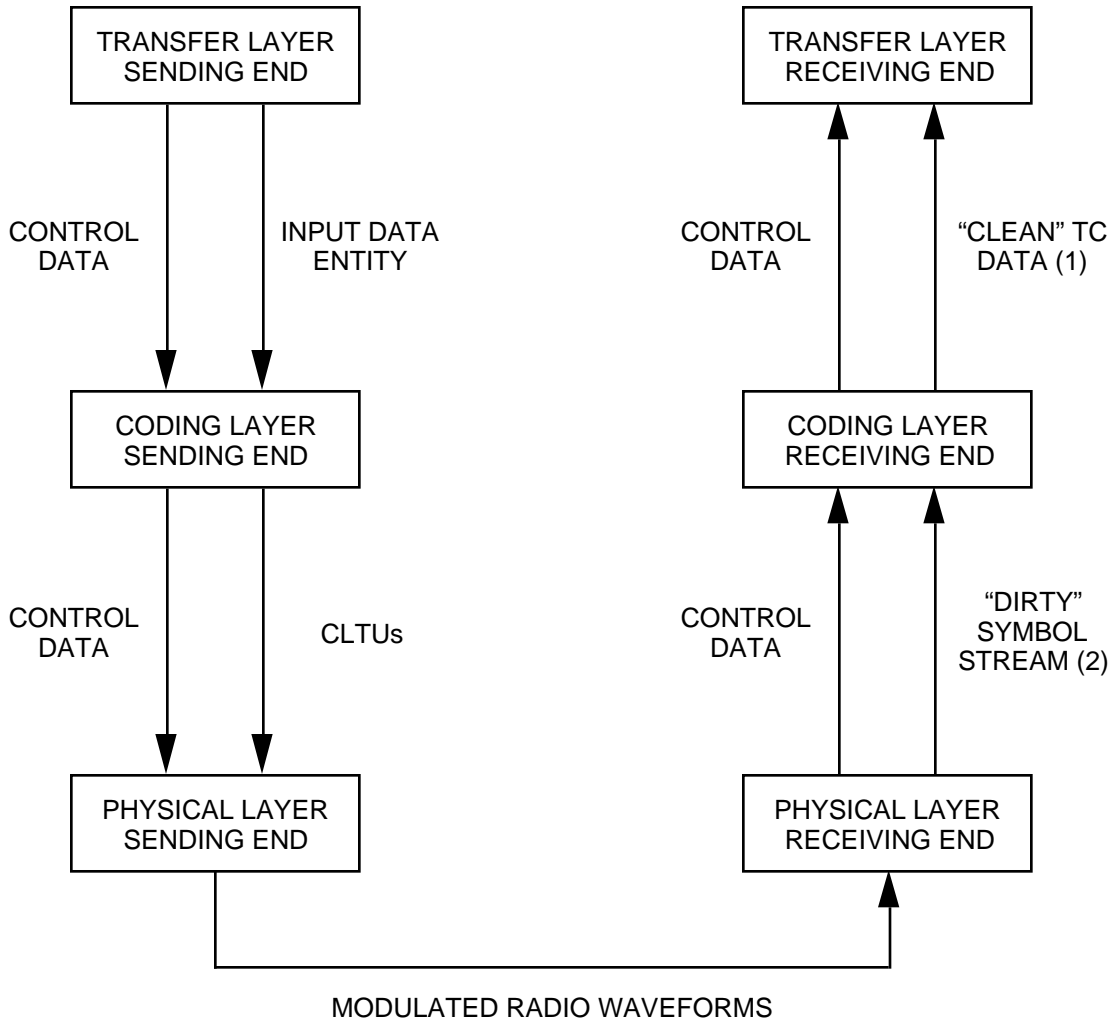 TRANSFER LAYER
SENDING END
TRANSFER LAYER
RECEIVING END
CONTROL
DATA
INPUT DATA
ENTITY
CONTROL
DATA
“CLEAN” TC
DATA (1)
CODING LAYER
SENDING END
CODING LAYER
RECEIVING END
CONTROL
DATA
CLTUs
CONTROL
DATA
“DIRTY”
SYMBOL
STREAM (2)
PHYSICAL LAYER
SENDING END
PHYSICAL LAYER
RECEIVING END
MODULATED RADIO WAVEFORMS